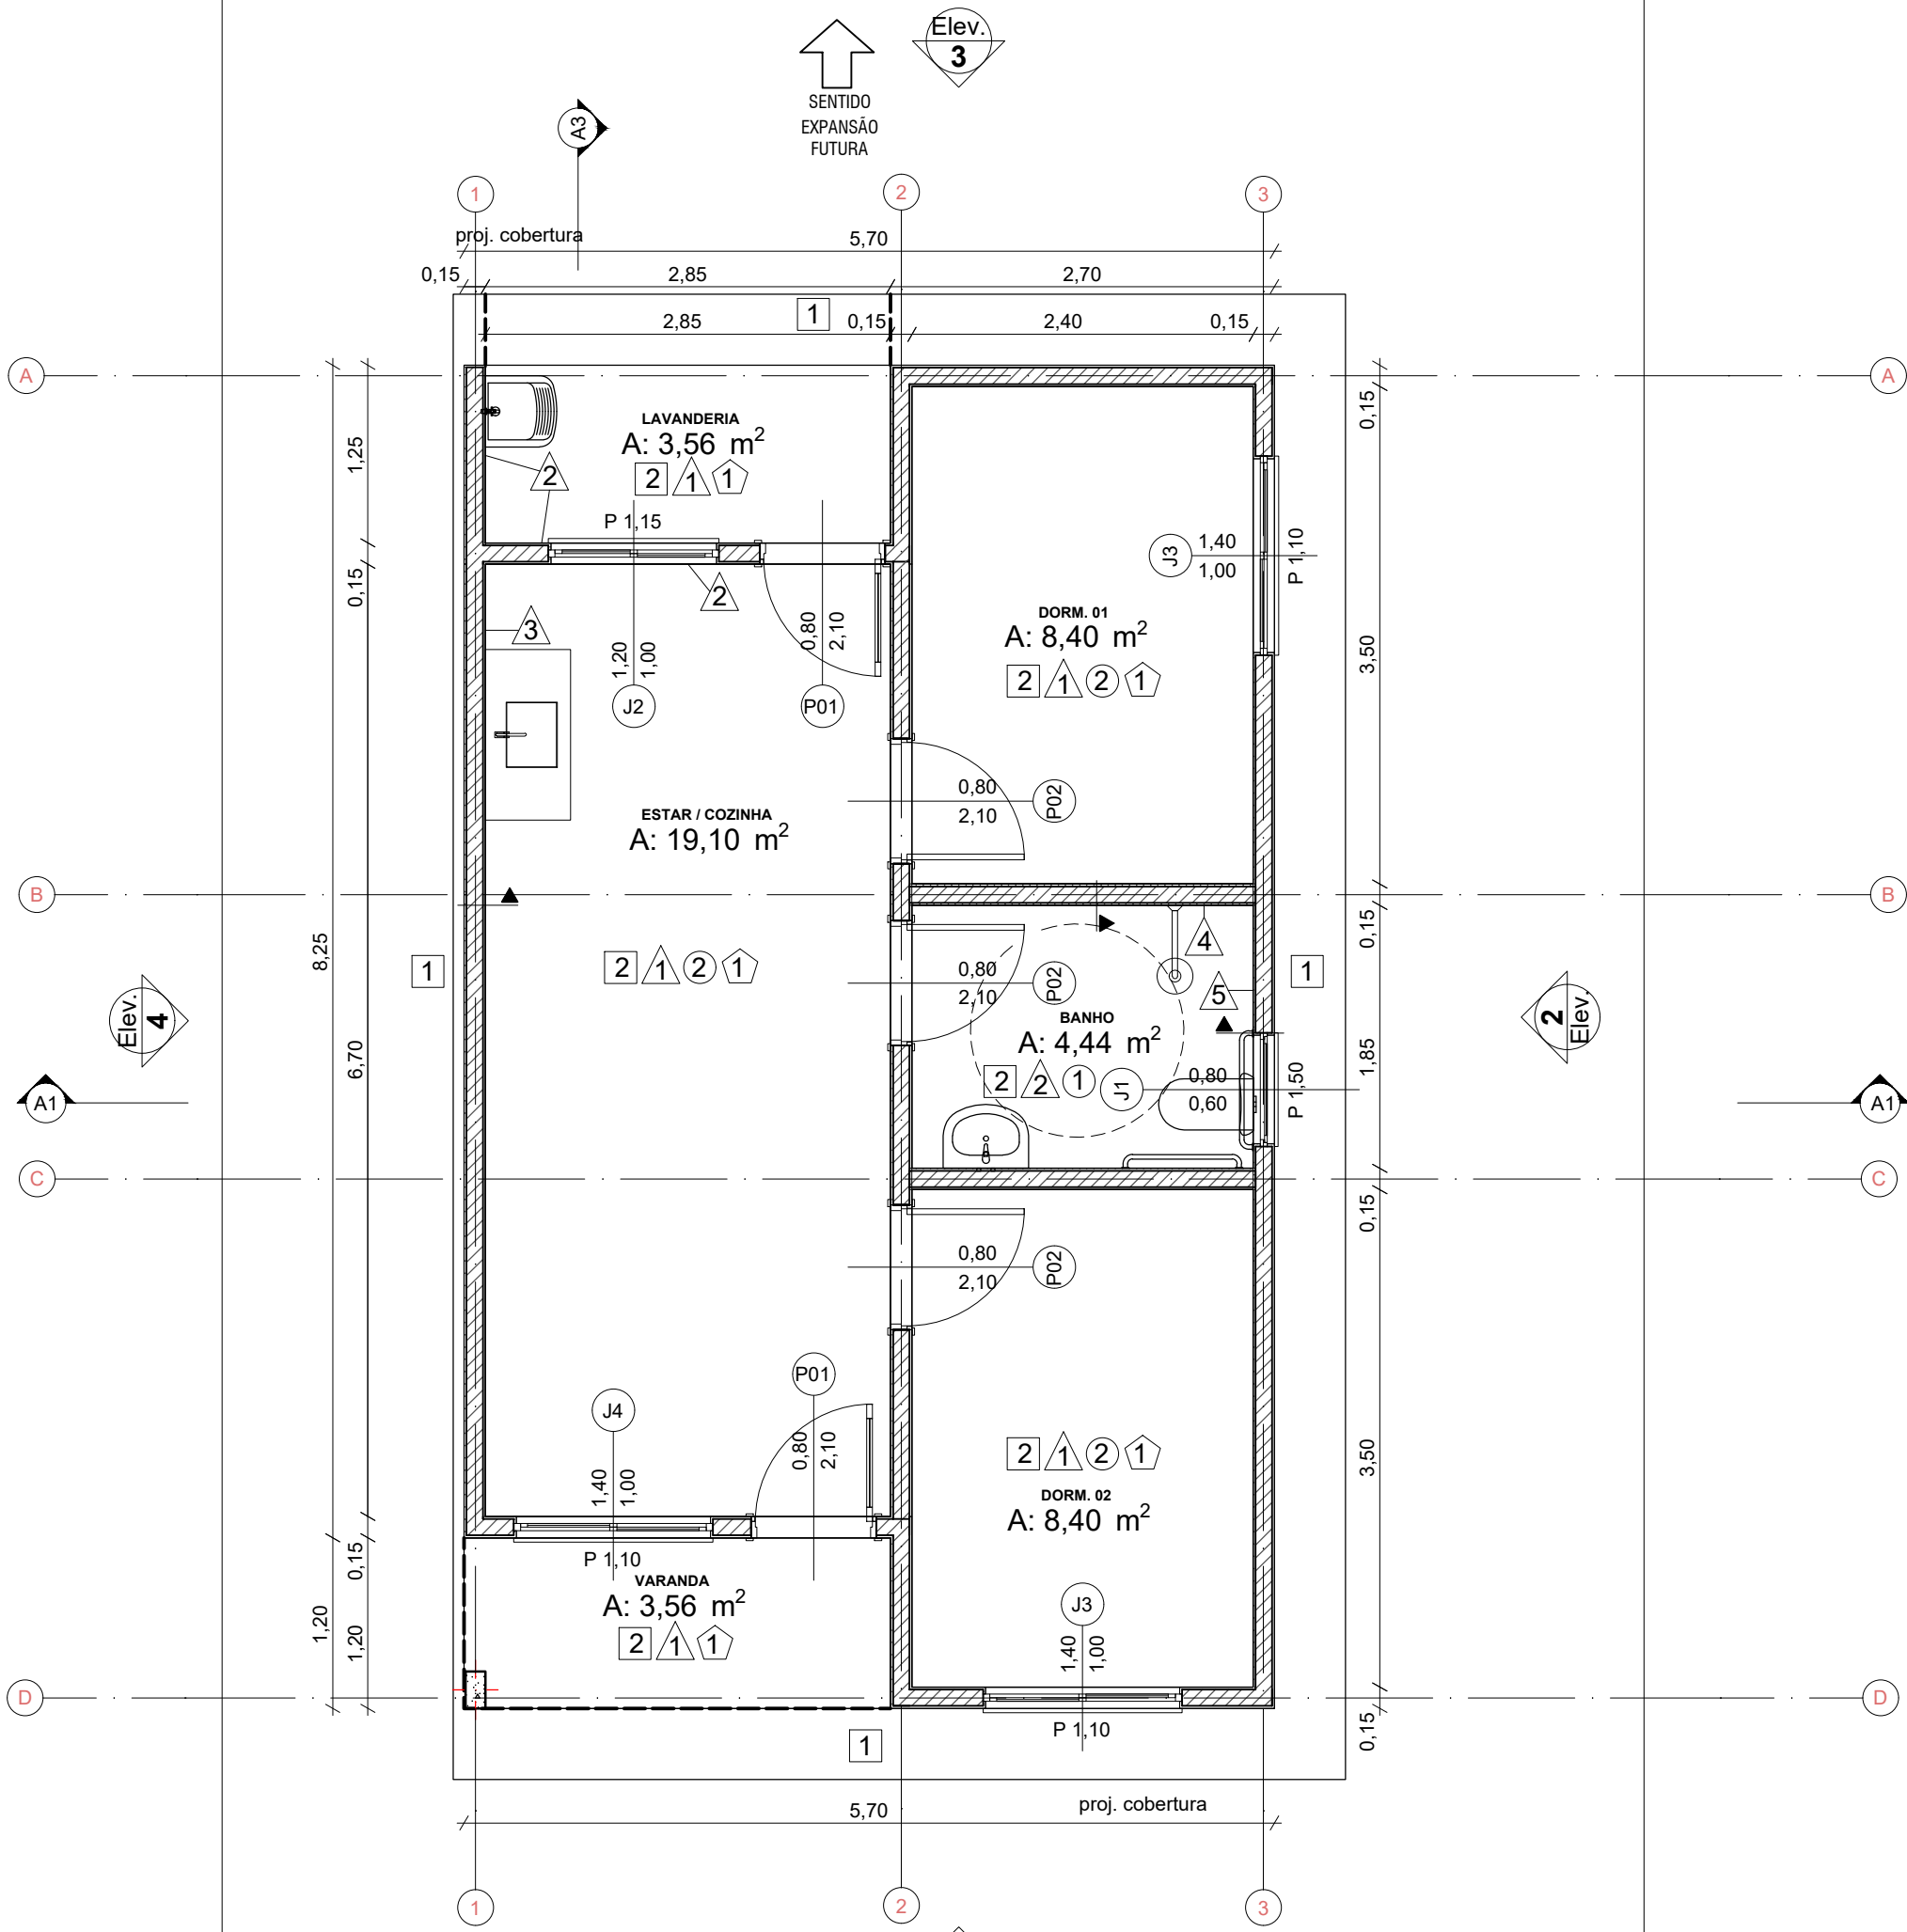 Elev.
3
SENTIDO
EXPANSÃO
FUTURA
A3
1
2
3
proj. cobertura
5,70
0,15
2,85
2,70
1
2,85
0,15
2,40
0,15
A
A
LAVANDERIA
A: 3,56 m²
2 1 1
2
P 1,15
2
1,25
0,15
0,15
3
1,20
1,00
J2
0,80
2,10
P01
J3
1,40
1,00
P 1,10
DORM. 01
A: 8,40 m²
2 1 2 1
3,50
0,80
2,10
P02
ESTAR / COZINHA
A: 19,10 m²
B
B
8,25
6,70
1
2 1 2 1
0,80
2,10
P02
4
5
1
0,15
1,85
BANHO
A: 4,44 m²
2 2 1
J1
0,80
0,60
P 1,50
Elev.
4
2
Elev.
A1
A1
C
C
0,15
0,80
2,10
P02
P01
J4
1,40
1,00
0,80
2,10
2 1 2 1
DORM. 02
A: 8,40 m²
3,50
P 1,10
VARANDA
A: 3,56 m²
2 1 1
0,15
1,20
1,20
J3
1,40
1,00
D
D
P 1,10
1
0,15
5,70
proj. cobertura
1
2
3